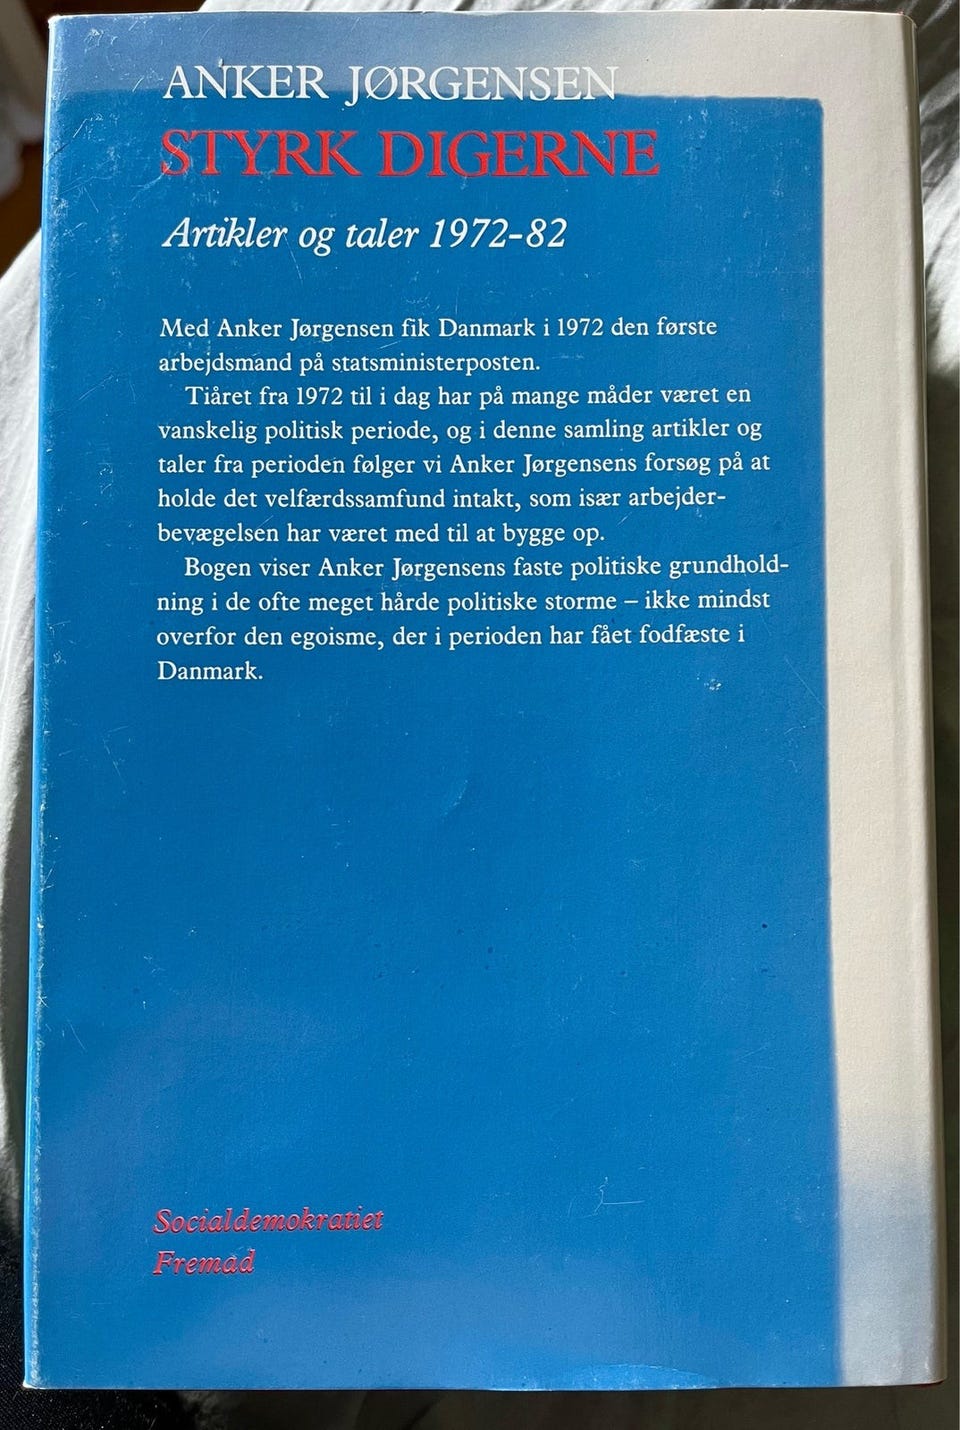 ANKER JØRGENSEN
STYRK DIGERNE
Artikler og taler 1972-82
Med Anker Jørgensen fik Danmark i 1972 den første
arbejdsmand på statsministerposten.
Tiåret fra 1972 til i dag har på mange måder været en
vanskelig politisk periode, og i denne samling artikler og
taler fra perioden følger vi Anker Jørgensens forsøg på at
holde det velfærdssamfund intakt, som især arbejder-
bevægelsen har været med til at bygge op.
Bogen viser Anker Jørgensens faste politiske grundhold-
ning i de ofte meget hårde politiske storme – ikke mindst
overfor den egoisme, der i perioden har fået fodfæste i
Danmark.
Socialdemokratiet
Fremad